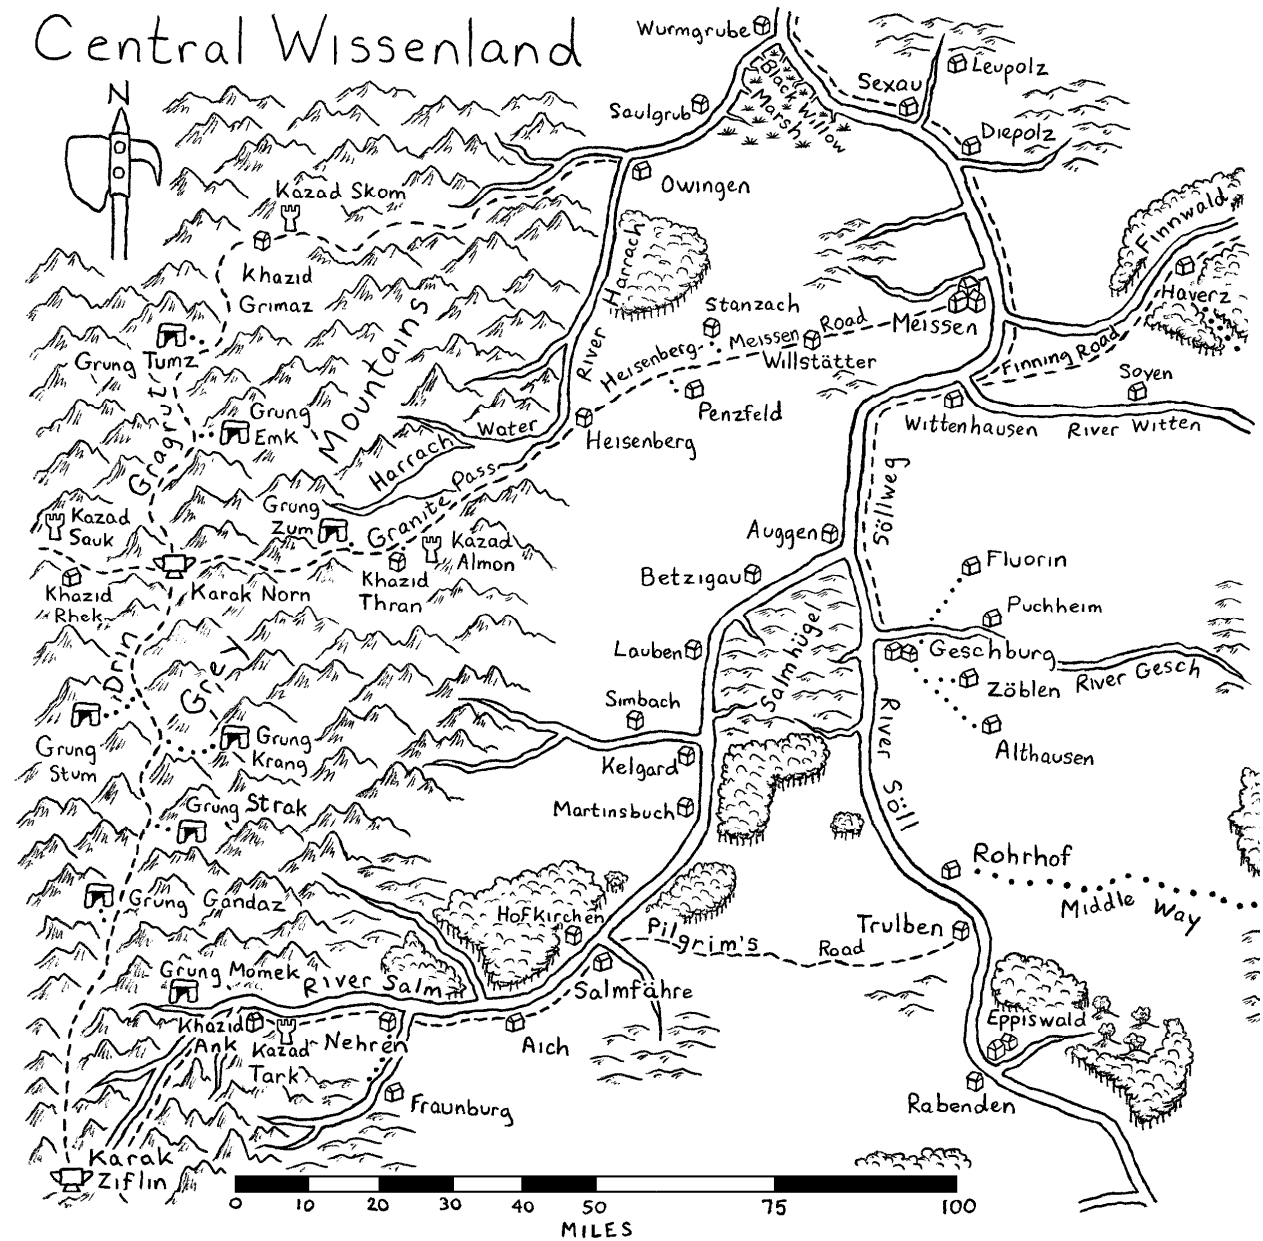 Central Wissenland
N
Wurmgrube
Black Willow
Marsh
Sexau
Leupolz
Saulgrub
Diepolz
Owingen
Kazad Skom
Khazid
Grimaz
Finnwald
Haverz
River Harrach
Stanzach
Meissen
Heisenberg - Meissen Road
Willstätter
Finning Road
Grung Tumz
Soyen
Penzfeld
Grung
Emk
Wittenhausen
River Witten
Heisenberg
Harrach Water
Gragrut
Grey Mountains
Granite Pass
Söllweg
Grung
Zum
Kazad
Sauk
Kazad
Almon
Auggen
Betzigau
Fluorin
Khazid
Rhek
Karak Norn
Khazid
Thran
Puchheim
Salmhügel
Lauben
Geschburg
River Gesch
Drin
Zöblen
Simbach
Grung
Stum
Grung
Krang
Kelgard
Althausen
River Söll
Grung Strak
Martinsbuch
Rohrhof
Middle Way
Grung Gandaz
Hofkirchen
Pilgrim's Road
Trulben
Grung Momek
River Salm
Salmfähre
Khazid
Ank
Kazad
Tark
Nehren
Aich
Eppiswald
Fraunburg
Rabenden
Karak
Ziflin
0 10 20 30 40 50 75 100
MILES